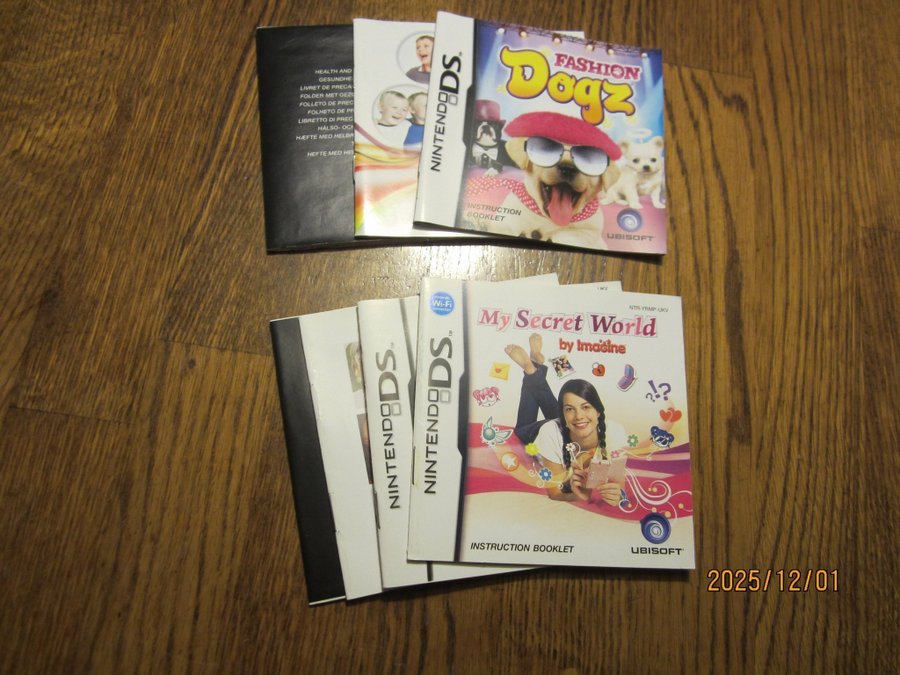 HEALTH AND
GESUNDHE
LIVRET DE PRECA
FOLDER MET GEZO
FOLLETO DE PREC
FOLHETO DE PR
LIBRETTO DI PREC
HÄLSO- OCH
HÆFTE MED HELBR
HEFTE MED HEL
NINTENDO DS
FASHION
Dogz
INSTRUCTION
BOOKLET
UBISOFT
NINTENDO DS
NINTENDO DS
Wi-Fi
NTR-YRMP-UKV
My Secret World
by Imagine
INSTRUCTION BOOKLET
UBISOFT
2025/12/01